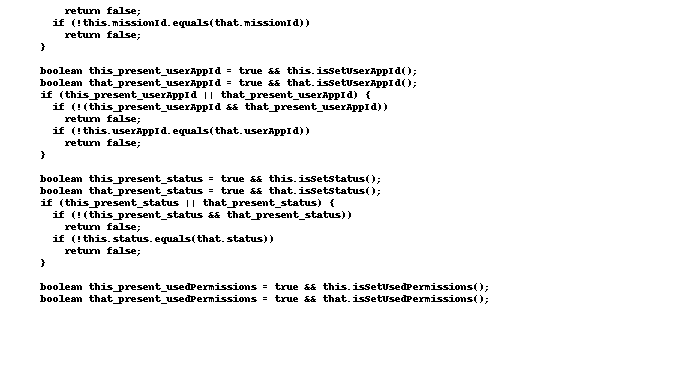 return false;
if (!this.missionId.equals(that.missionId))
return false;
}
boolean this_present_userAppId = true && this.isSetUserAppId();
boolean that_present_userAppId = true && that.isSetUserAppId();
if (this_present_userAppId || that_present_userAppId) {
if (!(this_present_userAppId && that_present_userAppId))
return false;
if (!this.userAppId.equals(that.userAppId))
return false;
}
boolean this_present_status = true && this.isSetStatus();
boolean that_present_status = true && that.isSetStatus();
if (this_present_status || that_present_status) {
if (!(this_present_status && that_present_status))
return false;
if (!this.status.equals(that.status))
return false;
}
boolean this_present_usedPermissions = true && this.isSetUsedPermissions();
boolean that_present_usedPermissions = true && that.isSetUsedPermissions();